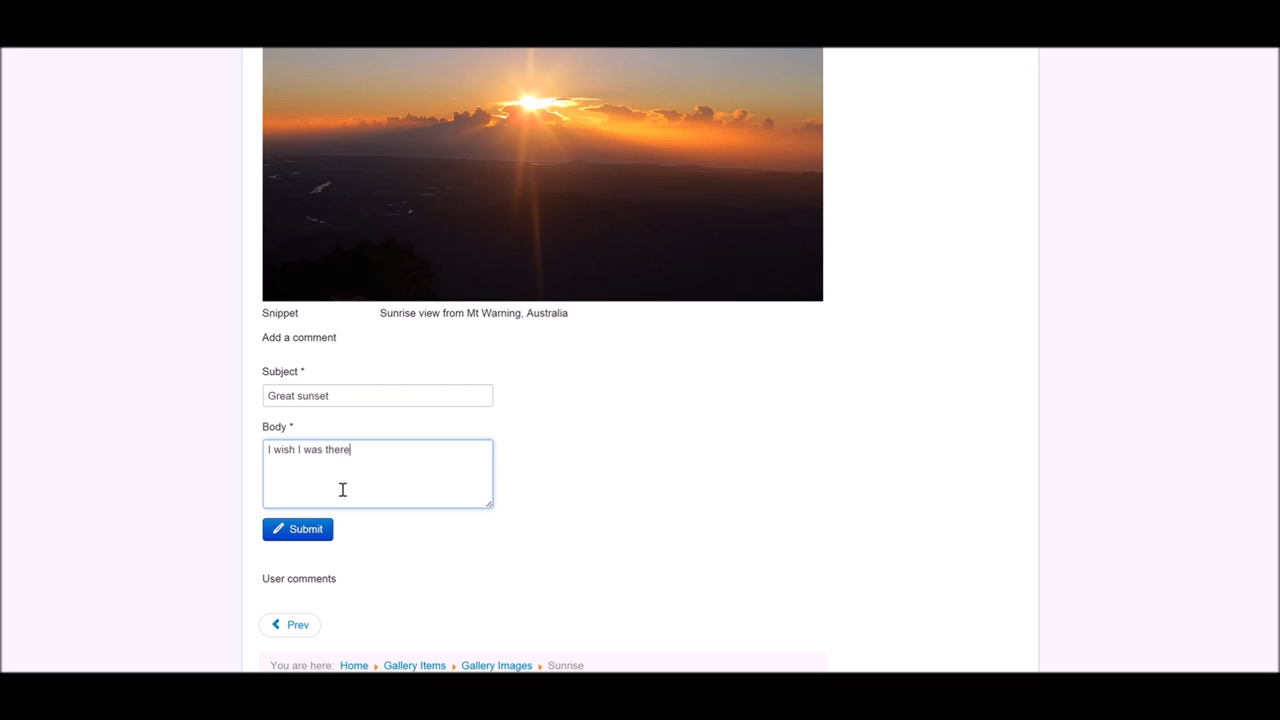 Snippet Sunrise view from Mt Warning, Australia
Add a comment
Subject *
Great sunset
Body *
I wish I was there
Submit
User comments
Prev
You are here: Home Gallery Items Gallery Images Sunrise